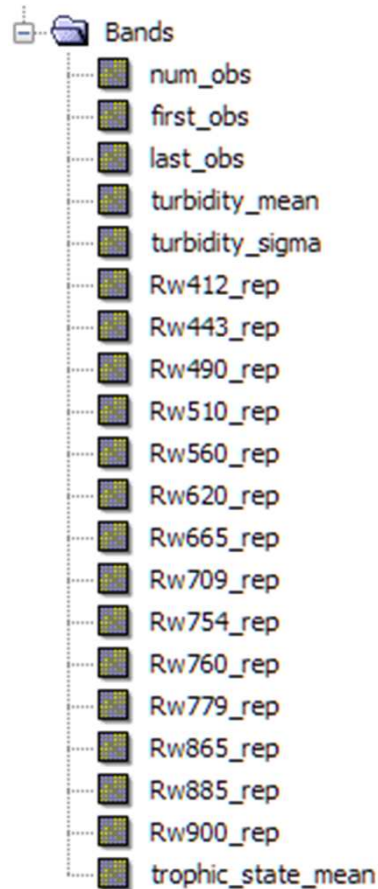 Bands
num_obs
first_obs
last_obs
turbidity_mean
turbidity_sigma
Rw412_rep
Rw443_rep
Rw490_rep
Rw510_rep
Rw560_rep
Rw620_rep
Rw665_rep
Rw709_rep
Rw754_rep
Rw760_rep
Rw779_rep
Rw865_rep
Rw885_rep
Rw900_rep
trophic_state_mean